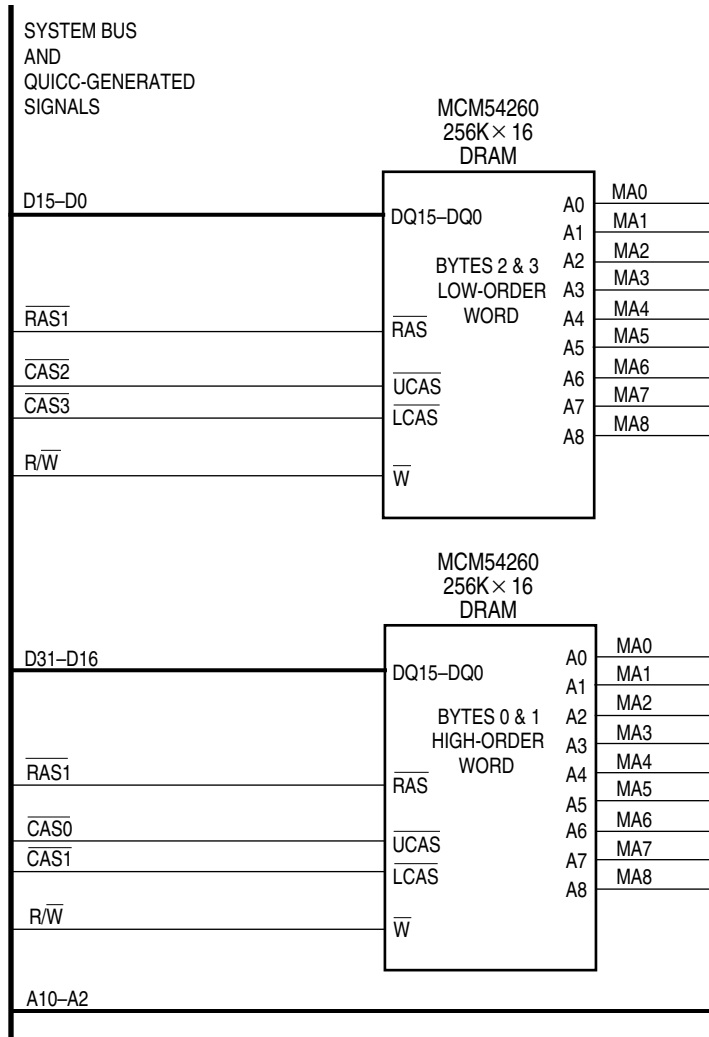 SYSTEM BUS
AND
QUICC-GENERATED
SIGNALS
MCM54260
256K × 16
DRAM
D15–D0
DQ15–DQ0
BYTES 2 & 3
LOW-ORDER
WORD
RAS1
RAS
CAS2
UCAS
CAS3
LCAS
R/W
W
A0 MA0
A1 MA1
A2 MA2
A3 MA3
A4 MA4
A5 MA5
A6 MA6
A7 MA7
A8 MA8
MCM54260
256K × 16
DRAM
D31–D16
DQ15–DQ0
BYTES 0 & 1
HIGH-ORDER
WORD
RAS1
RAS
CAS0
UCAS
CAS1
LCAS
R/W
W
A0 MA0
A1 MA1
A2 MA2
A3 MA3
A4 MA4
A5 MA5
A6 MA6
A7 MA7
A8 MA8
A10–A2